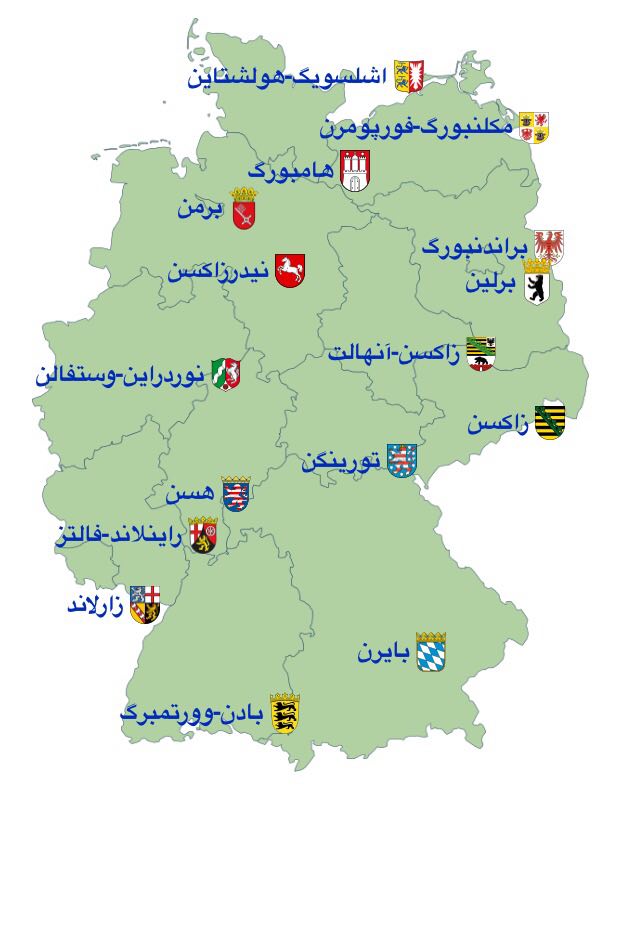 اشلسویگ-هولشتاین
مکلنبورگ-فورپومرن
هامبورگ
برمن
براندنبورگ
نیدرزاکسن
برلین
زاکسن-آنهالت
نوردراین-وستفالن
زاکسن
تورینگن
هسن
راینلاند-فالتز
زارلاند
بایرن
بادن-وورتمبرگ